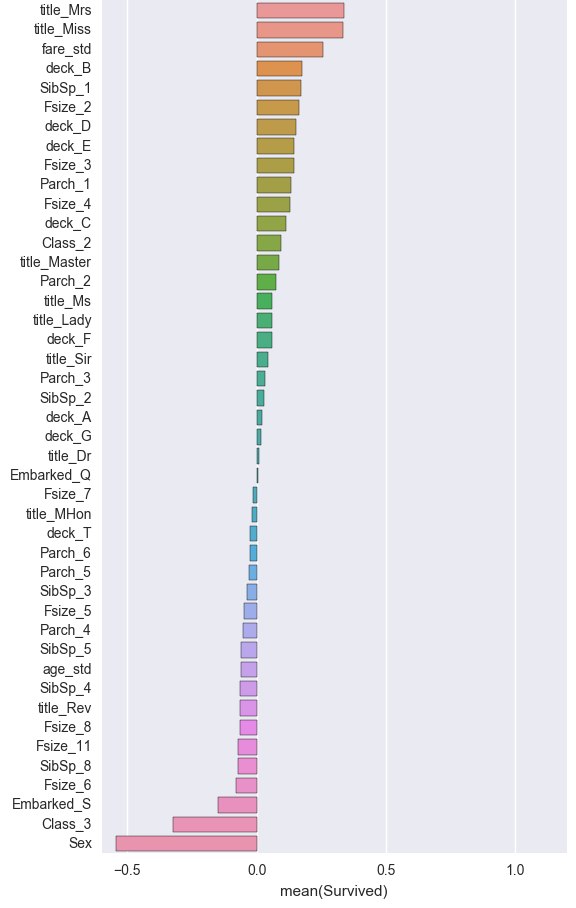 title_Mrs
title_Miss
fare_std
deck_B
SibSp_1
Fsize_2
deck_D
deck_E
Fsize_3
Parch_1
Fsize_4
deck_C
Class_2
title_Master
Parch_2
title_Ms
title_Lady
deck_F
title_Sir
Parch_3
SibSp_2
deck_A
deck_G
title_Dr
Embarked_Q
Fsize_7
title_MHon
deck_T
Parch_6
Parch_5
SibSp_3
Fsize_5
Parch_4
SibSp_5
age_std
SibSp_4
title_Rev
Fsize_8
Fsize_11
SibSp_8
Fsize_6
Embarked_S
Class_3
Sex
−0.5 0.0 0.5 1.0
mean(Survived)